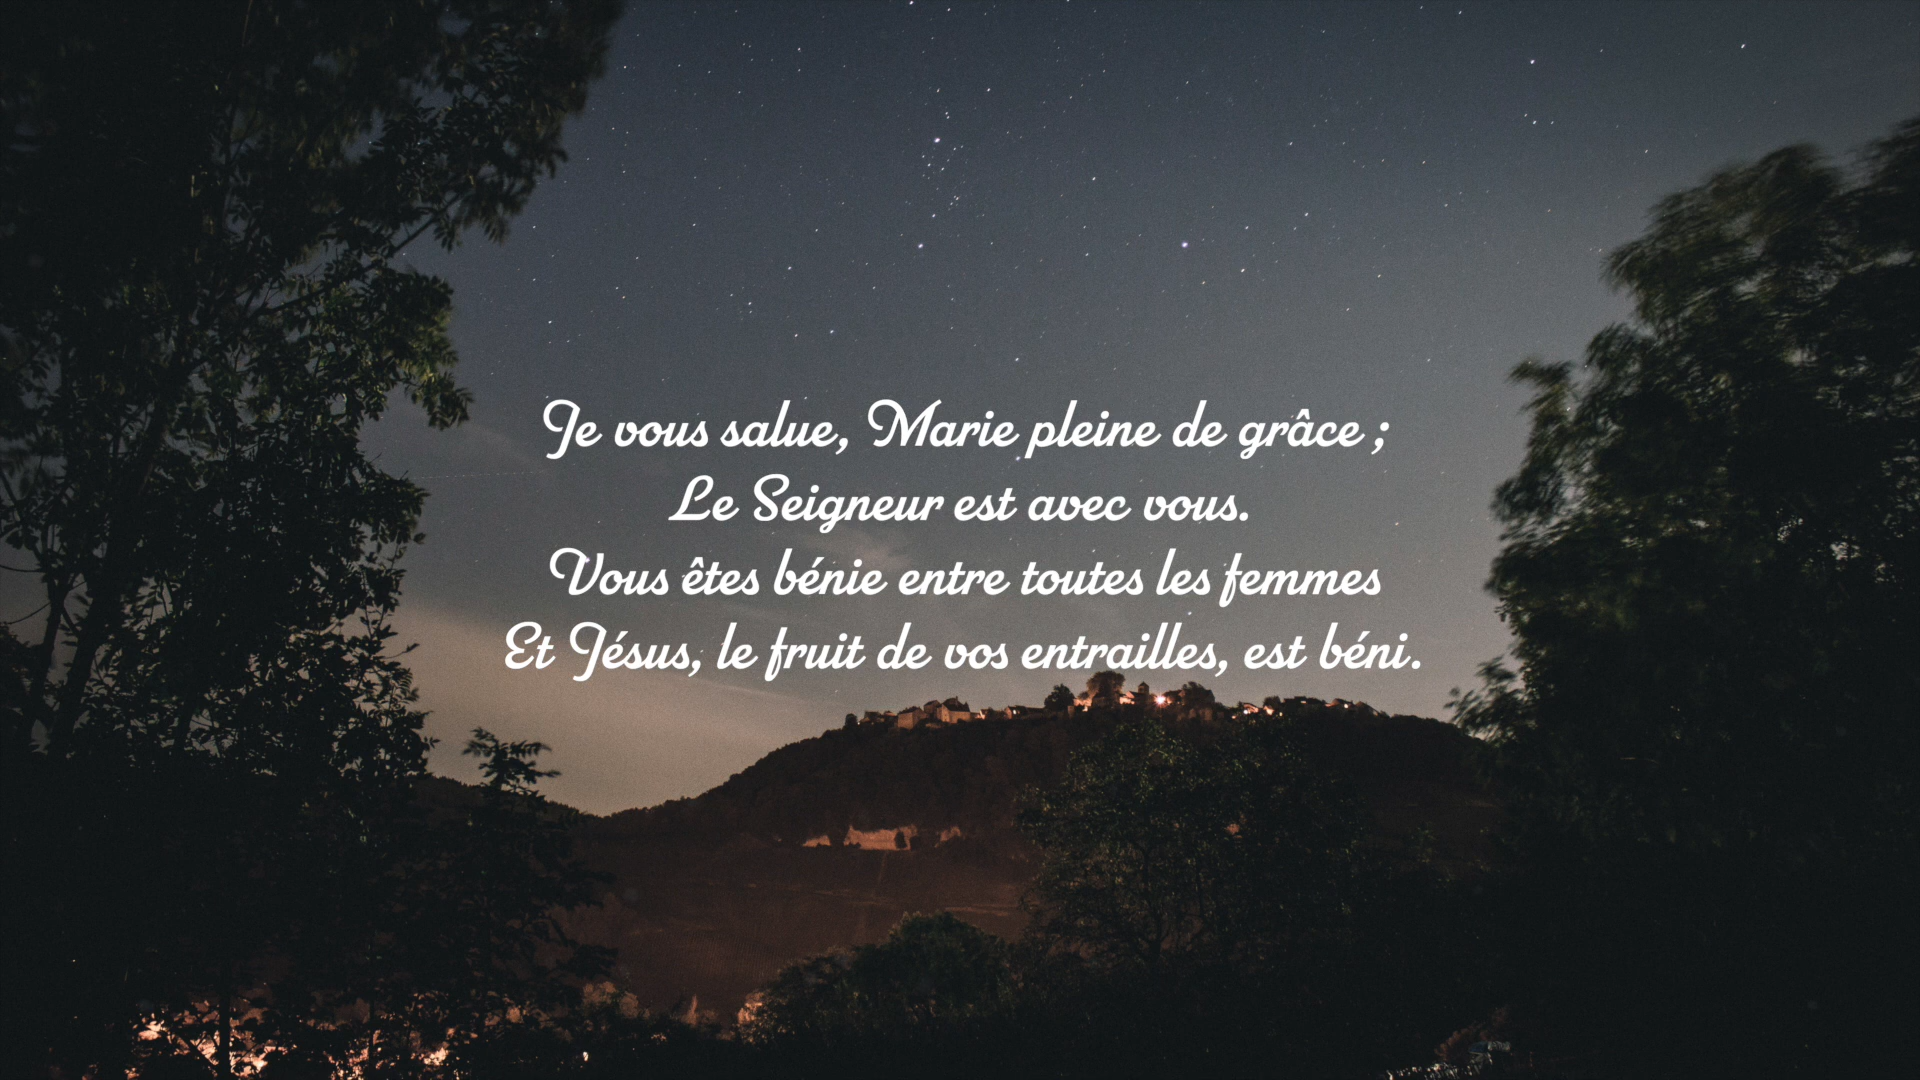 Je vous salue, Marie pleine de grâce ;
Le Seigneur est avec vous.
Vous êtes bénie entre toutes les femmes
Et Jésus, le fruit de vos entrailles, est béni.